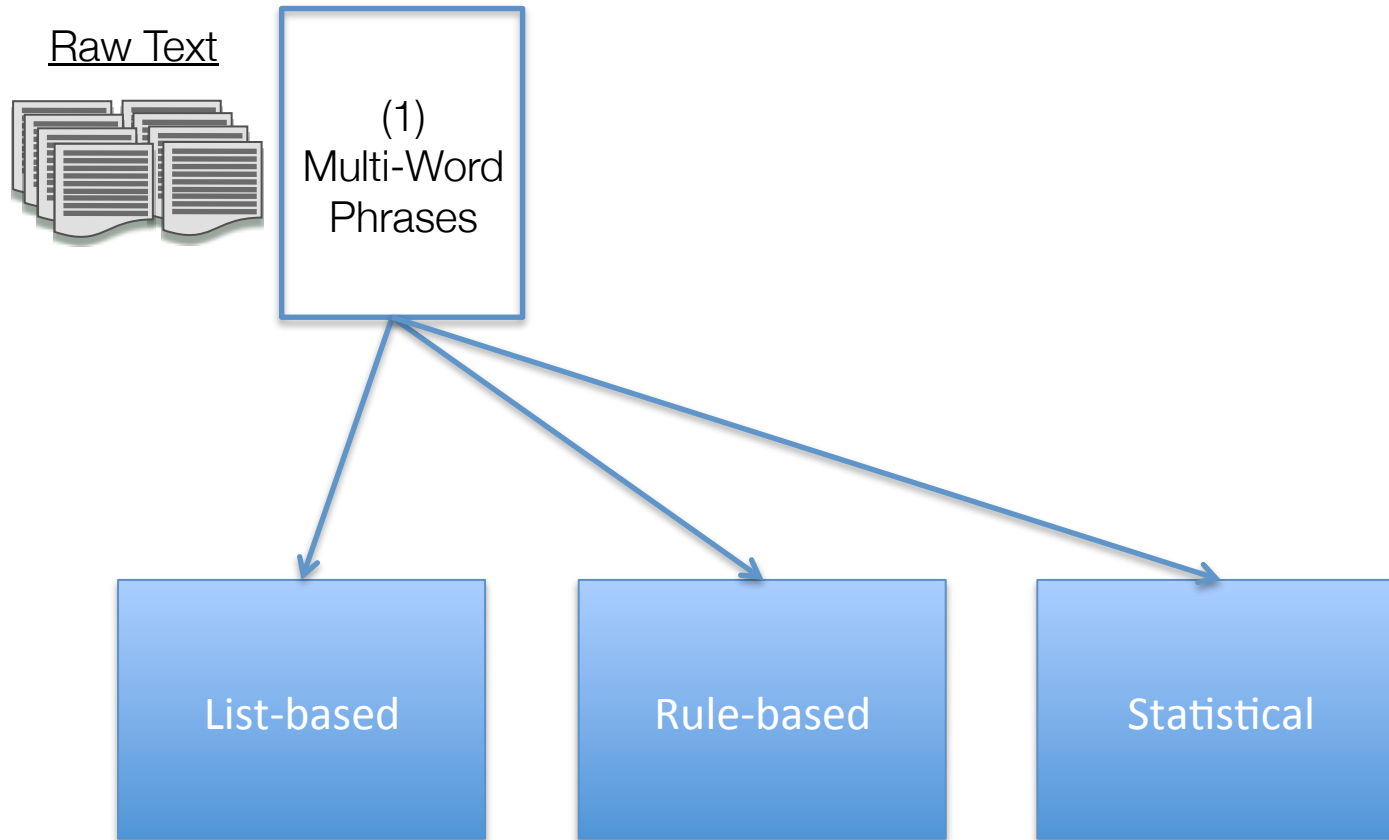 Raw Text
(1)
Multi-Word
Phrases
List-based
Rule-based
Statistical